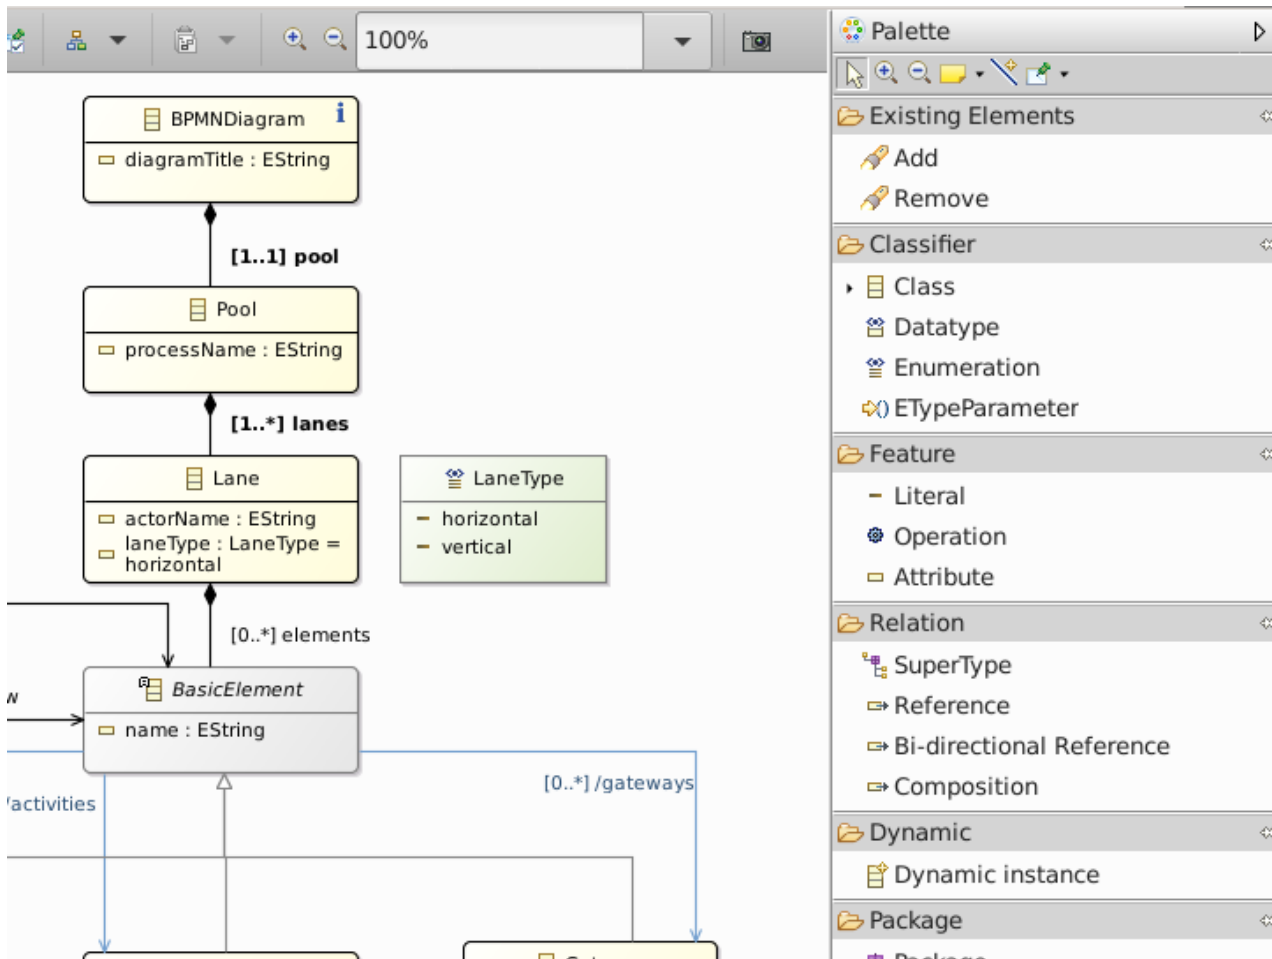 100%
BPMNDiagram
diagramTitle : EString
[1..1] pool
Pool
processName : EString
[1..*] lanes
Lane
actorName : EString
laneType : LaneType =
horizontal
LaneType
horizontal
vertical
[0..*] elements
BasicElement
name : EString
w
/activities
[0..*] /gateways
Palette
Existing Elements
Add
Remove
Classifier
Class
Datatype
Enumeration
ETypeParameter
Feature
Literal
Operation
Attribute
Relation
SuperType
Reference
Bi-directional Reference
Composition
Dynamic
Dynamic instance
Package
Package